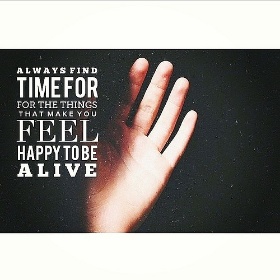 ALWAYS FIND
TIME FOR
FOR THE THINGS
THAT MAKE YOU
FEEL
HAPPY TO BE
ALIVE